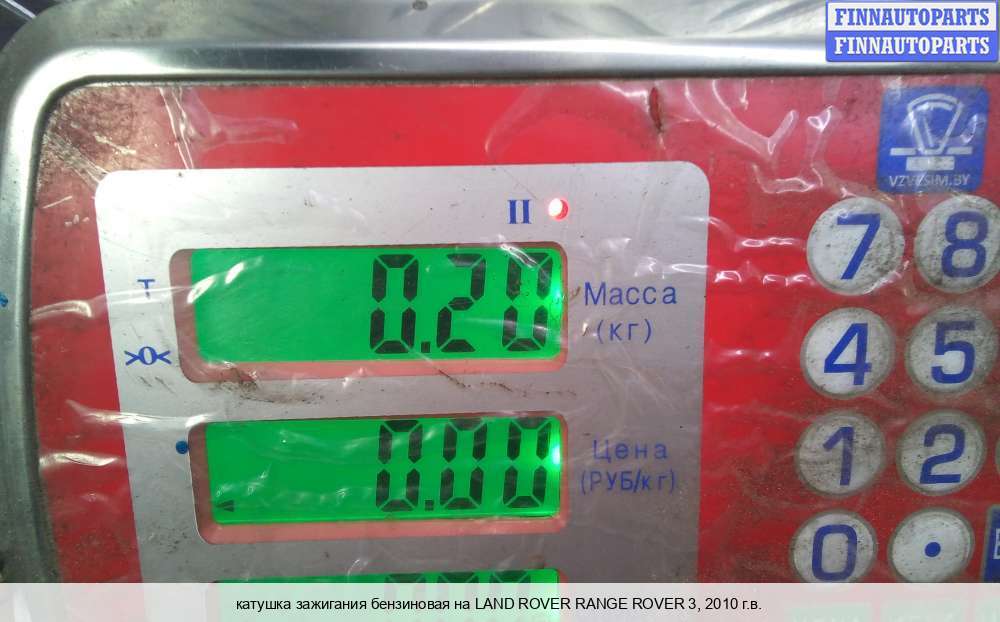 FINNAUTOPARTS
FINNAUTOPARTS
VZVESIM.BY
II
7 8
T
0.20
Масса
(кг)
>0<
4 5
0.00
Цена
(РУБ/кг)
1 2
0 .
катушка зажигания бензиновая на LAND ROVER RANGE ROVER 3, 2010 г.в.